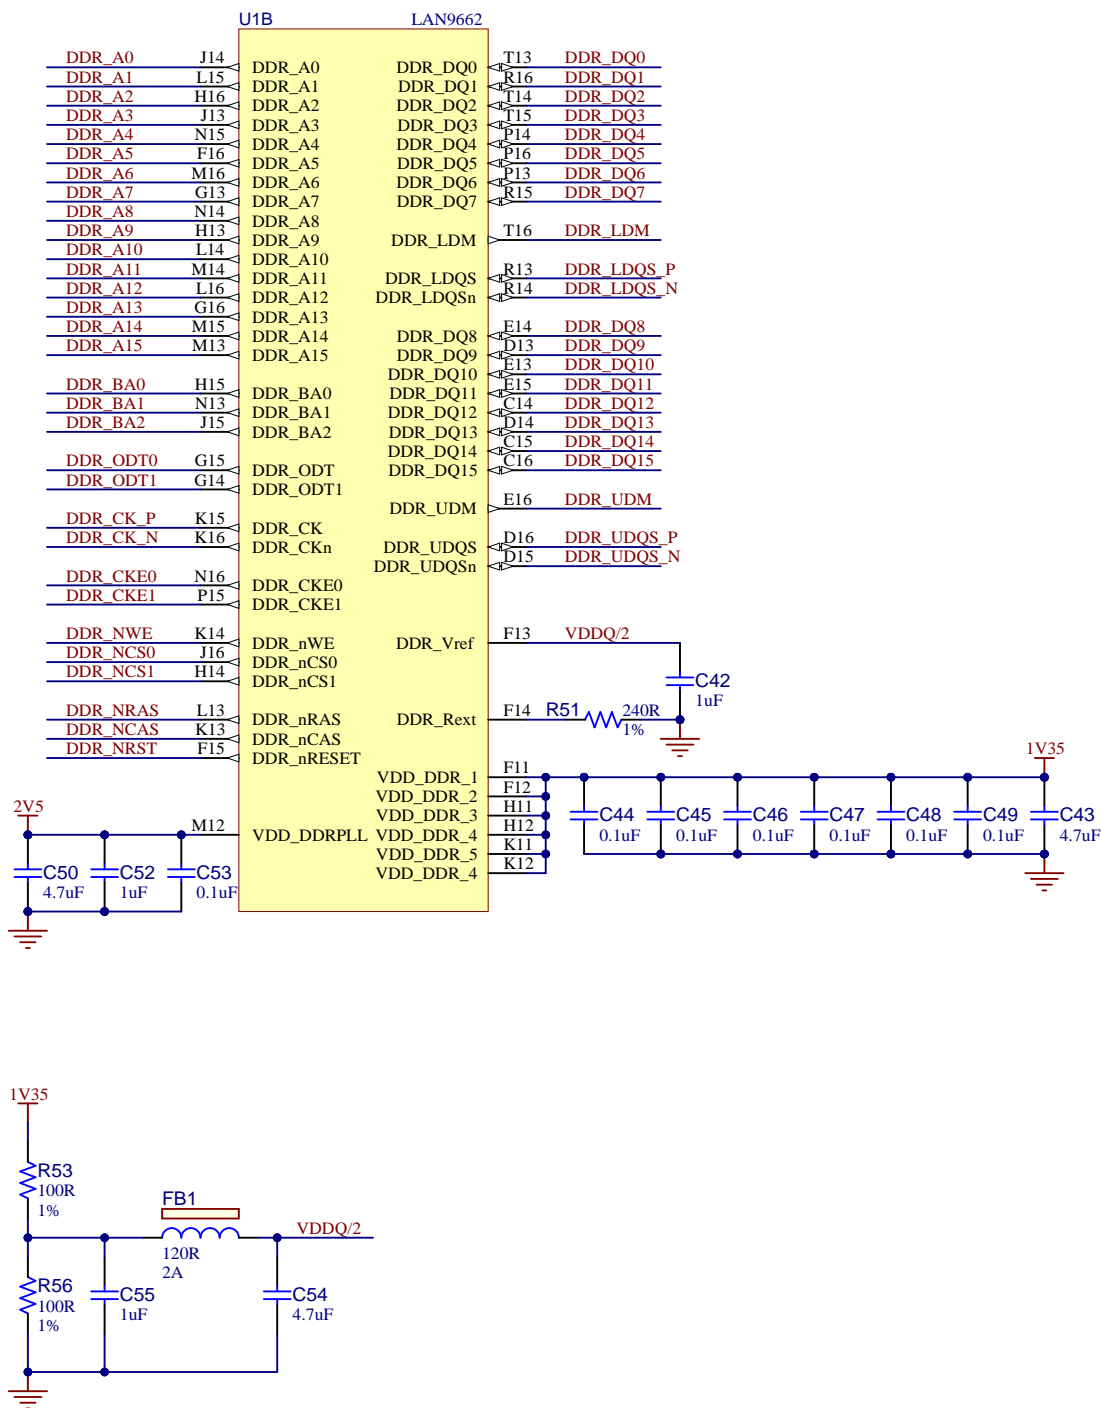 U1B LAN9662
DDR_A0 J14 DDR_A0 DDR_DQ0 T13 DDR_DQ0
DDR_A1 L15 DDR_A1 DDR_DQ1 R16 DDR_DQ1
DDR_A2 H16 DDR_A2 DDR_DQ2 T14 DDR_DQ2
DDR_A3 J13 DDR_A3 DDR_DQ3 T15 DDR_DQ3
DDR_A4 N15 DDR_A4 DDR_DQ4 P14 DDR_DQ4
DDR_A5 F16 DDR_A5 DDR_DQ5 P16 DDR_DQ5
DDR_A6 M16 DDR_A6 DDR_DQ6 P13 DDR_DQ6
DDR_A7 G13 DDR_A7 DDR_DQ7 R15 DDR_DQ7
DDR_A8 N14 DDR_A8
DDR_A9 H13 DDR_A9 DDR_LDM T16 DDR_LDM
DDR_A10 L14 DDR_A10
DDR_A11 M14 DDR_A11 DDR_LDQS R13 DDR_LDQS_P
DDR_A12 L16 DDR_A12 DDR_LDQSn R14 DDR_LDQS_N
DDR_A13 G16 DDR_A13
DDR_A14 M15 DDR_A14 DDR_DQ8 E14 DDR_DQ8
DDR_A15 M13 DDR_A15 DDR_DQ9 D13 DDR_DQ9
DDR_DQ10 E13 DDR_DQ10
DDR_BA0 H15 DDR_BA0 DDR_DQ11 E15 DDR_DQ11
DDR_BA1 N13 DDR_BA1 DDR_DQ12 C14 DDR_DQ12
DDR_BA2 J15 DDR_BA2 DDR_DQ13 D14 DDR_DQ13
DDR_DQ14 C15 DDR_DQ14
DDR_ODT0 G15 DDR_ODT DDR_DQ15 C16 DDR_DQ15
DDR_ODT1 G14 DDR_ODT1
DDR_UDM E16 DDR_UDM
DDR_CK_P K15 DDR_CK
DDR_CK_N K16 DDR_CKn DDR_UDQS D16 DDR_UDQS_P
DDR_UDQSn D15 DDR_UDQS_N
DDR_CKE0 N16 DDR_CKE0
DDR_CKE1 P15 DDR_CKE1
DDR_NWE K14 DDR_nWE DDR_Vref F13 VDDQ/2
DDR_NCS0 J16 DDR_nCS0
DDR_NCS1 H14 DDR_nCS1
C42
1uF
DDR_NRAS L13 DDR_nRAS DDR_Rext F14 R51 240R
1%
DDR_NCAS K13 DDR_nCAS
DDR_NRST F15 DDR_nRESET
1V35
VDD_DDR_1 F11
VDD_DDR_2 F12
VDD_DDR_3 H11
2V5
M12 VDD_DDRPLL VDD_DDR_4 H12
VDD_DDR_5 K11
VDD_DDR_4 K12
C44 C45 C46 C47 C48 C49 C43
0.1uF 0.1uF 0.1uF 0.1uF 0.1uF 0.1uF 4.7uF
C50 C52 C53
4.7uF 1uF 0.1uF
1V35
R53
100R
1%
FB1
VDDQ/2
120R
2A
R56
100R
1%
C55
1uF
C54
4.7uF